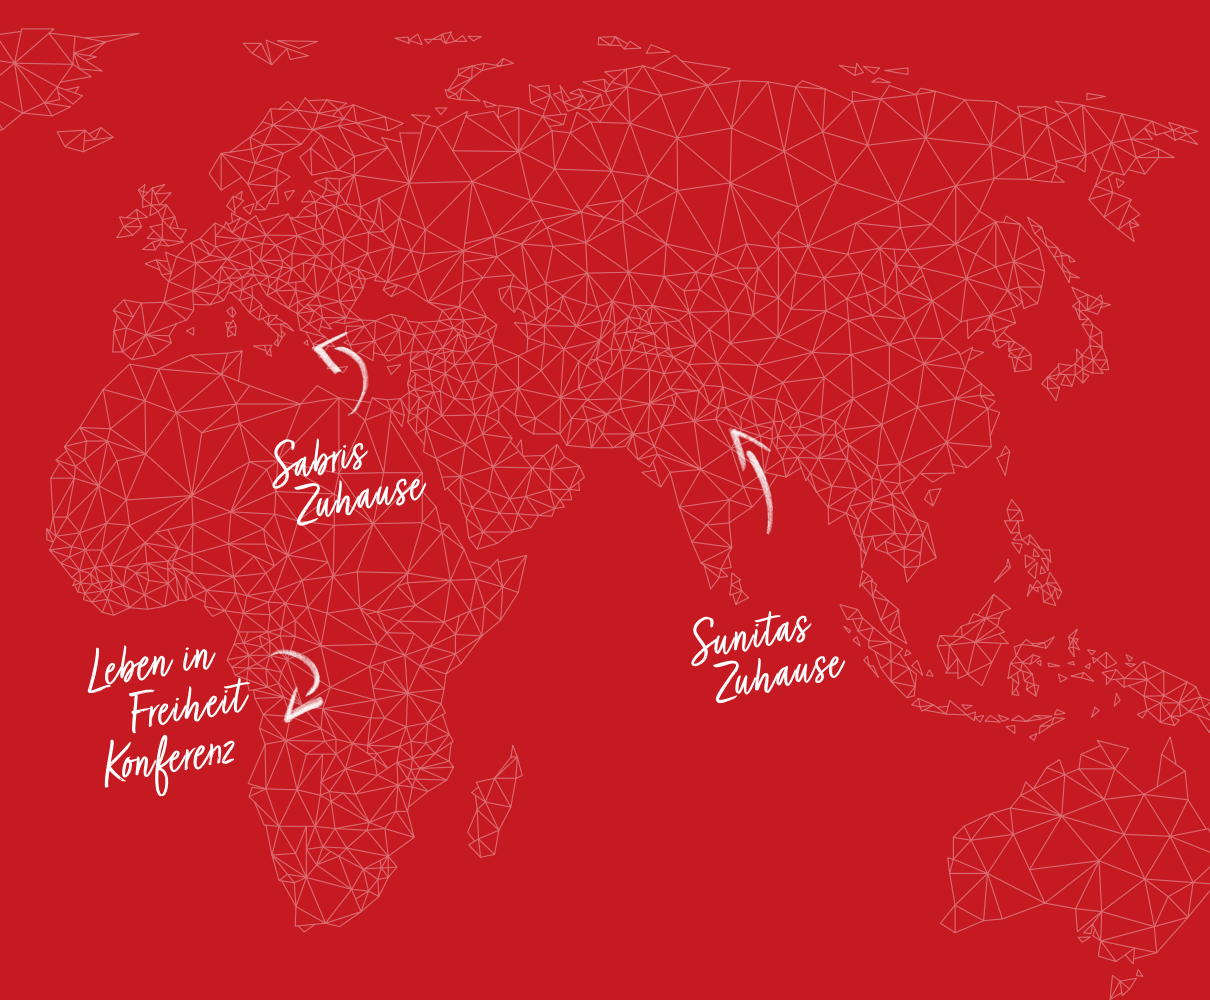 Sabris
Zuhause
Leben in
Freiheit
Konferenz
Sunitas
Zuhause